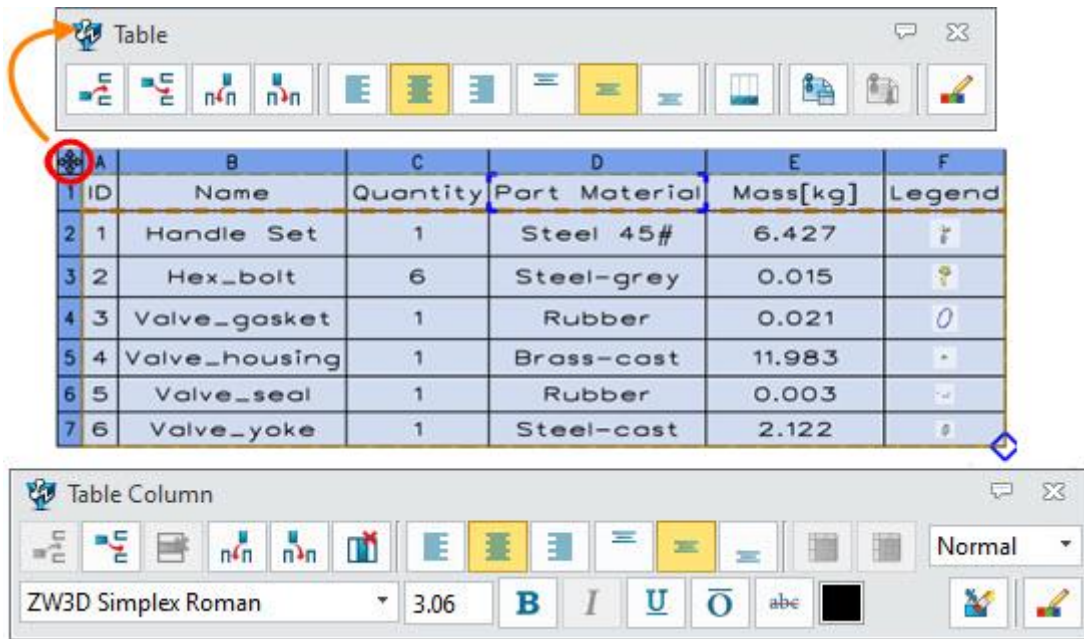 Table
A B C D E F
1 ID Name Quantity Part Material Mass[kg] Legend
2 1 Handle Set 1 Steel 45# 6.427
3 2 Hex_bolt 6 Steel-grey 0.015
4 3 Valve_gasket 1 Rubber 0.021
5 4 Valve_housing 1 Brass-cast 11.983
6 5 Valve_seal 1 Rubber 0.003
7 6 Valve_yoke 1 Steel-cast 2.122
Table Column
Normal
ZW3D Simplex Roman 3.06 B I U O abc